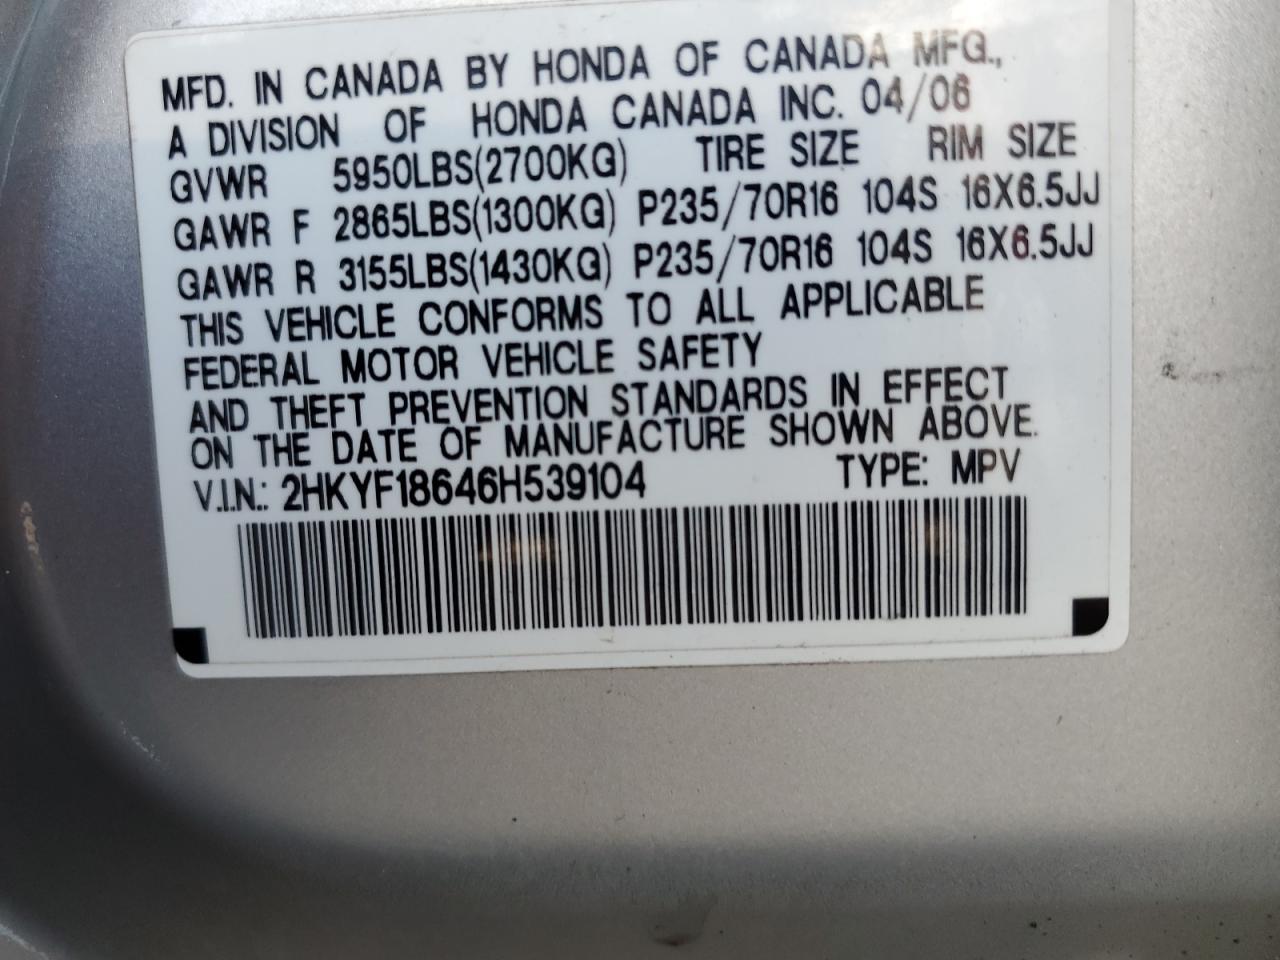 MFD. IN CANADA BY HONDA OF CANADA MFG.,
A DIVISION OF HONDA CANADA INC. 04/06
GVWR 5950LBS(2700KG) TIRE SIZE RIM SIZE
GAWR F 2865LBS(1300KG) P235/70R16 104S 16X6.5JJ
GAWR R 3155LBS(1430KG) P235/70R16 104S 16X6.5JJ
THIS VEHICLE CONFORMS TO ALL APPLICABLE
FEDERAL MOTOR VEHICLE SAFETY
AND THEFT PREVENTION STANDARDS IN EFFECT
ON THE DATE OF MANUFACTURE SHOWN ABOVE.
V.I.N.: 2HKYF18646H539104 TYPE: MPV